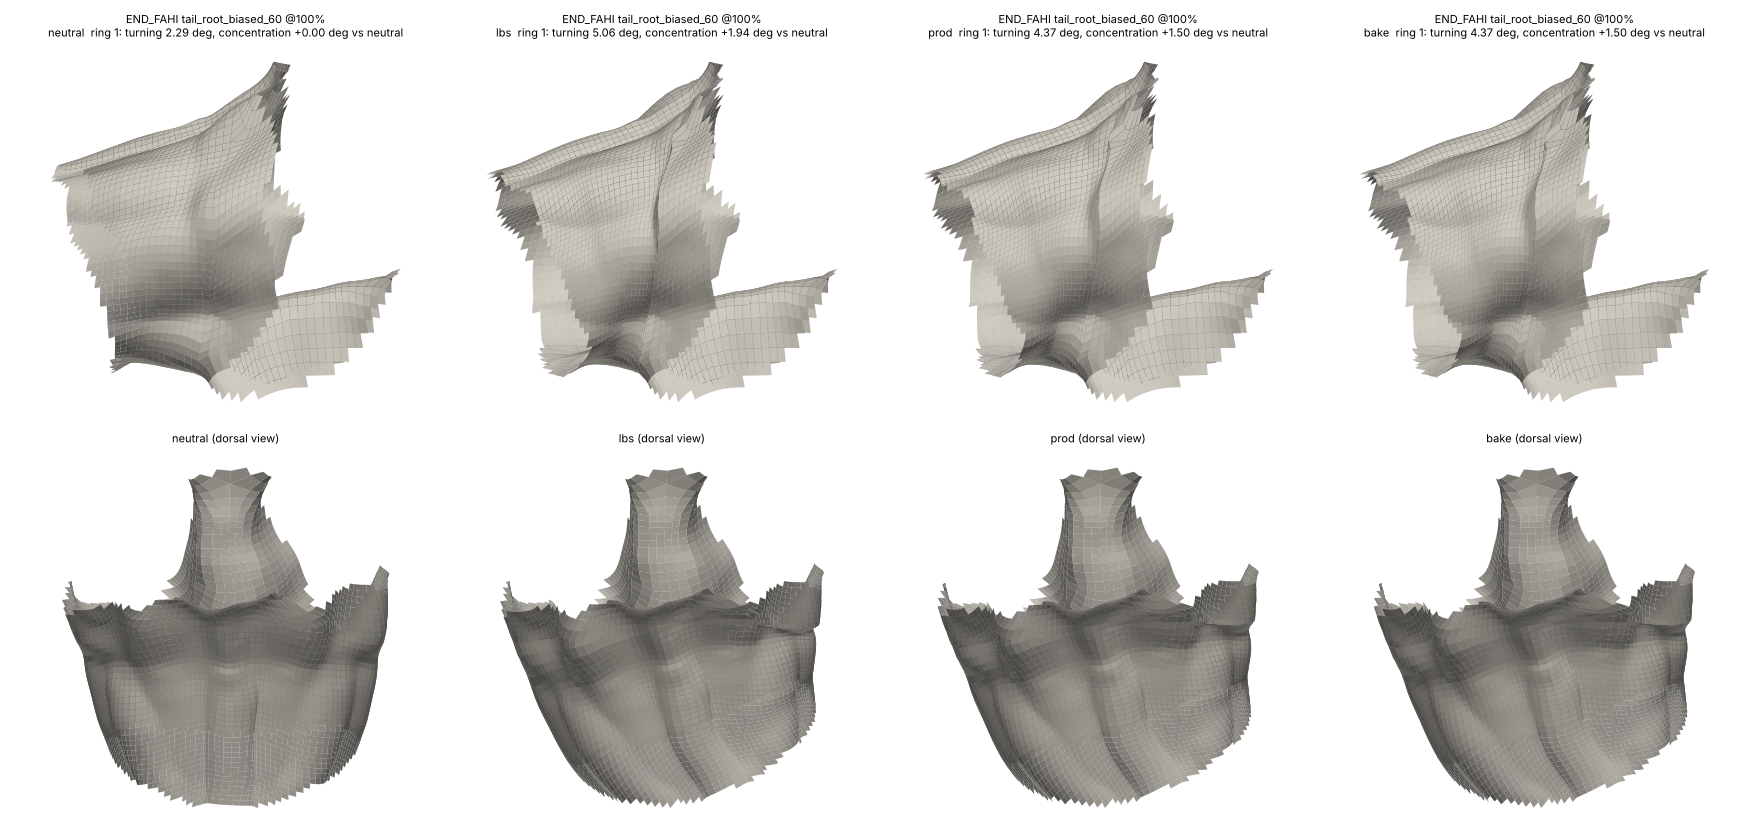 END_FAHI tail_root_biased_60 @100%
neutral  ring 1: turning 2.29 deg, concentration +0.00 deg vs neutral
END_FAHI tail_root_biased_60 @100%
lbs  ring 1: turning 5.06 deg, concentration +1.94 deg vs neutral
END_FAHI tail_root_biased_60 @100%
prod  ring 1: turning 4.37 deg, concentration +1.50 deg vs neutral
END_FAHI tail_root_biased_60 @100%
bake  ring 1: turning 4.37 deg, concentration +1.50 deg vs neutral
neutral (dorsal view)
lbs (dorsal view)
prod (dorsal view)
bake (dorsal view)